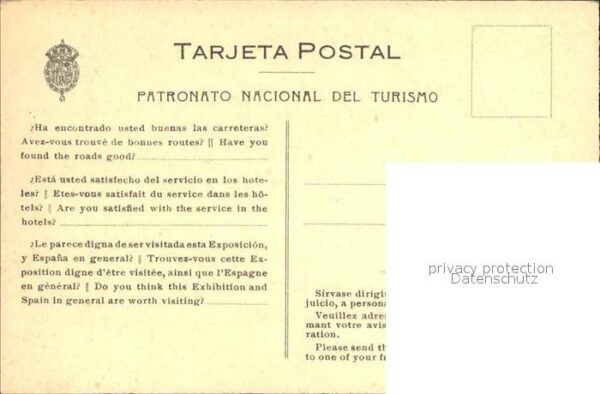 TARJETA POSTAL
PATRONATO NACIONAL DEL TURISMO
¿Ha encontrado usted buenas las carreteras?
Avez-vous trouvé de bonnes routes? || Have you
found the roads good?
¿Está usted satisfecho del servicio en los hote-
les? || Etes-vous satisfait du service dans les hô-
tels? || Are you satisfied with the service in the
hotels?
¿Le parece digna de ser visitada esta Exposición,
y España en general? || Trouvez-vous cette Ex-
position digne d'être visitée, ainsi que l'Espagne
en général? || Do you think this Exhibition and
Spain in general are worth visiting?
Sírvase dirigi
juicio, a persona
Veuillez adre
mant votre avis
ration.
Please send th
to one of your fr
privacy protection
Datenschutz